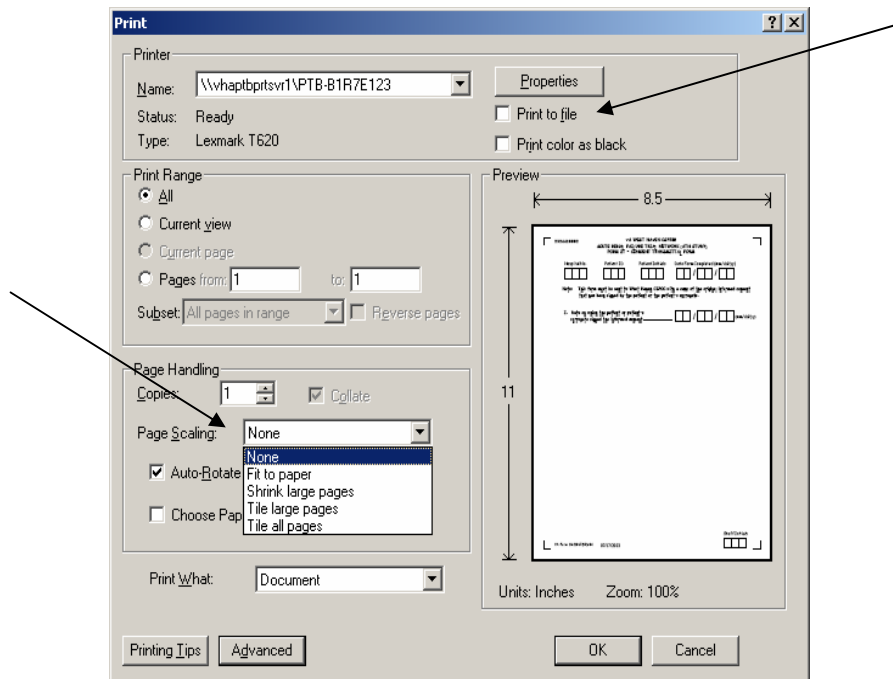 Print
Printer
Name: \\vhaptbprtsvr1\PTB-B1R7E123
Properties
Status: Ready
Print to file
Type: Lexmark T620
Print color as black
Print Range
All
Current view
Current page
Pages from: 1 to: 1
Subset: All pages in range
Reverse pages
Preview
8.5
11
Page Handling
Copies: 1
Collate
Page Scaling: None
None
Auto-Rotate
Fit to paper
Shrink large pages
Tile large pages
Choose Pap
Tile all pages
Print What: Document
Units: Inches Zoom: 100%
Printing Tips
Advanced
OK
Cancel